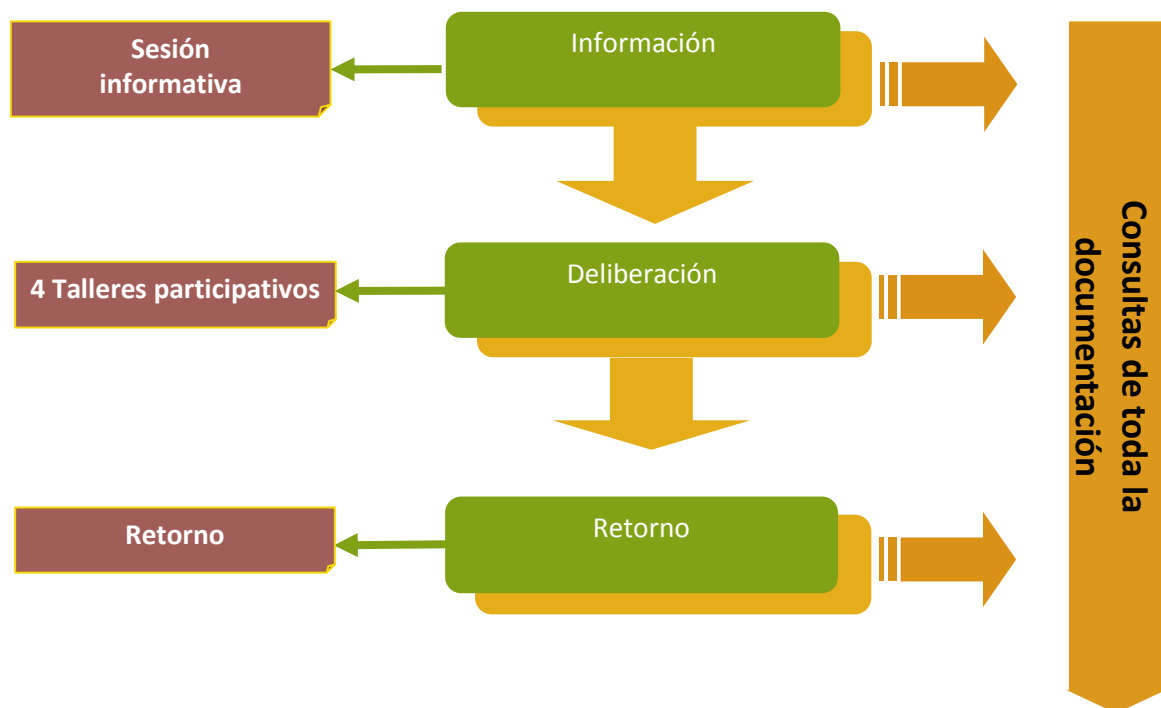 Sesión
informativa
Información
4 Talleres participativos
Deliberación
Retorno
Retorno
Consultas de toda la
documentación